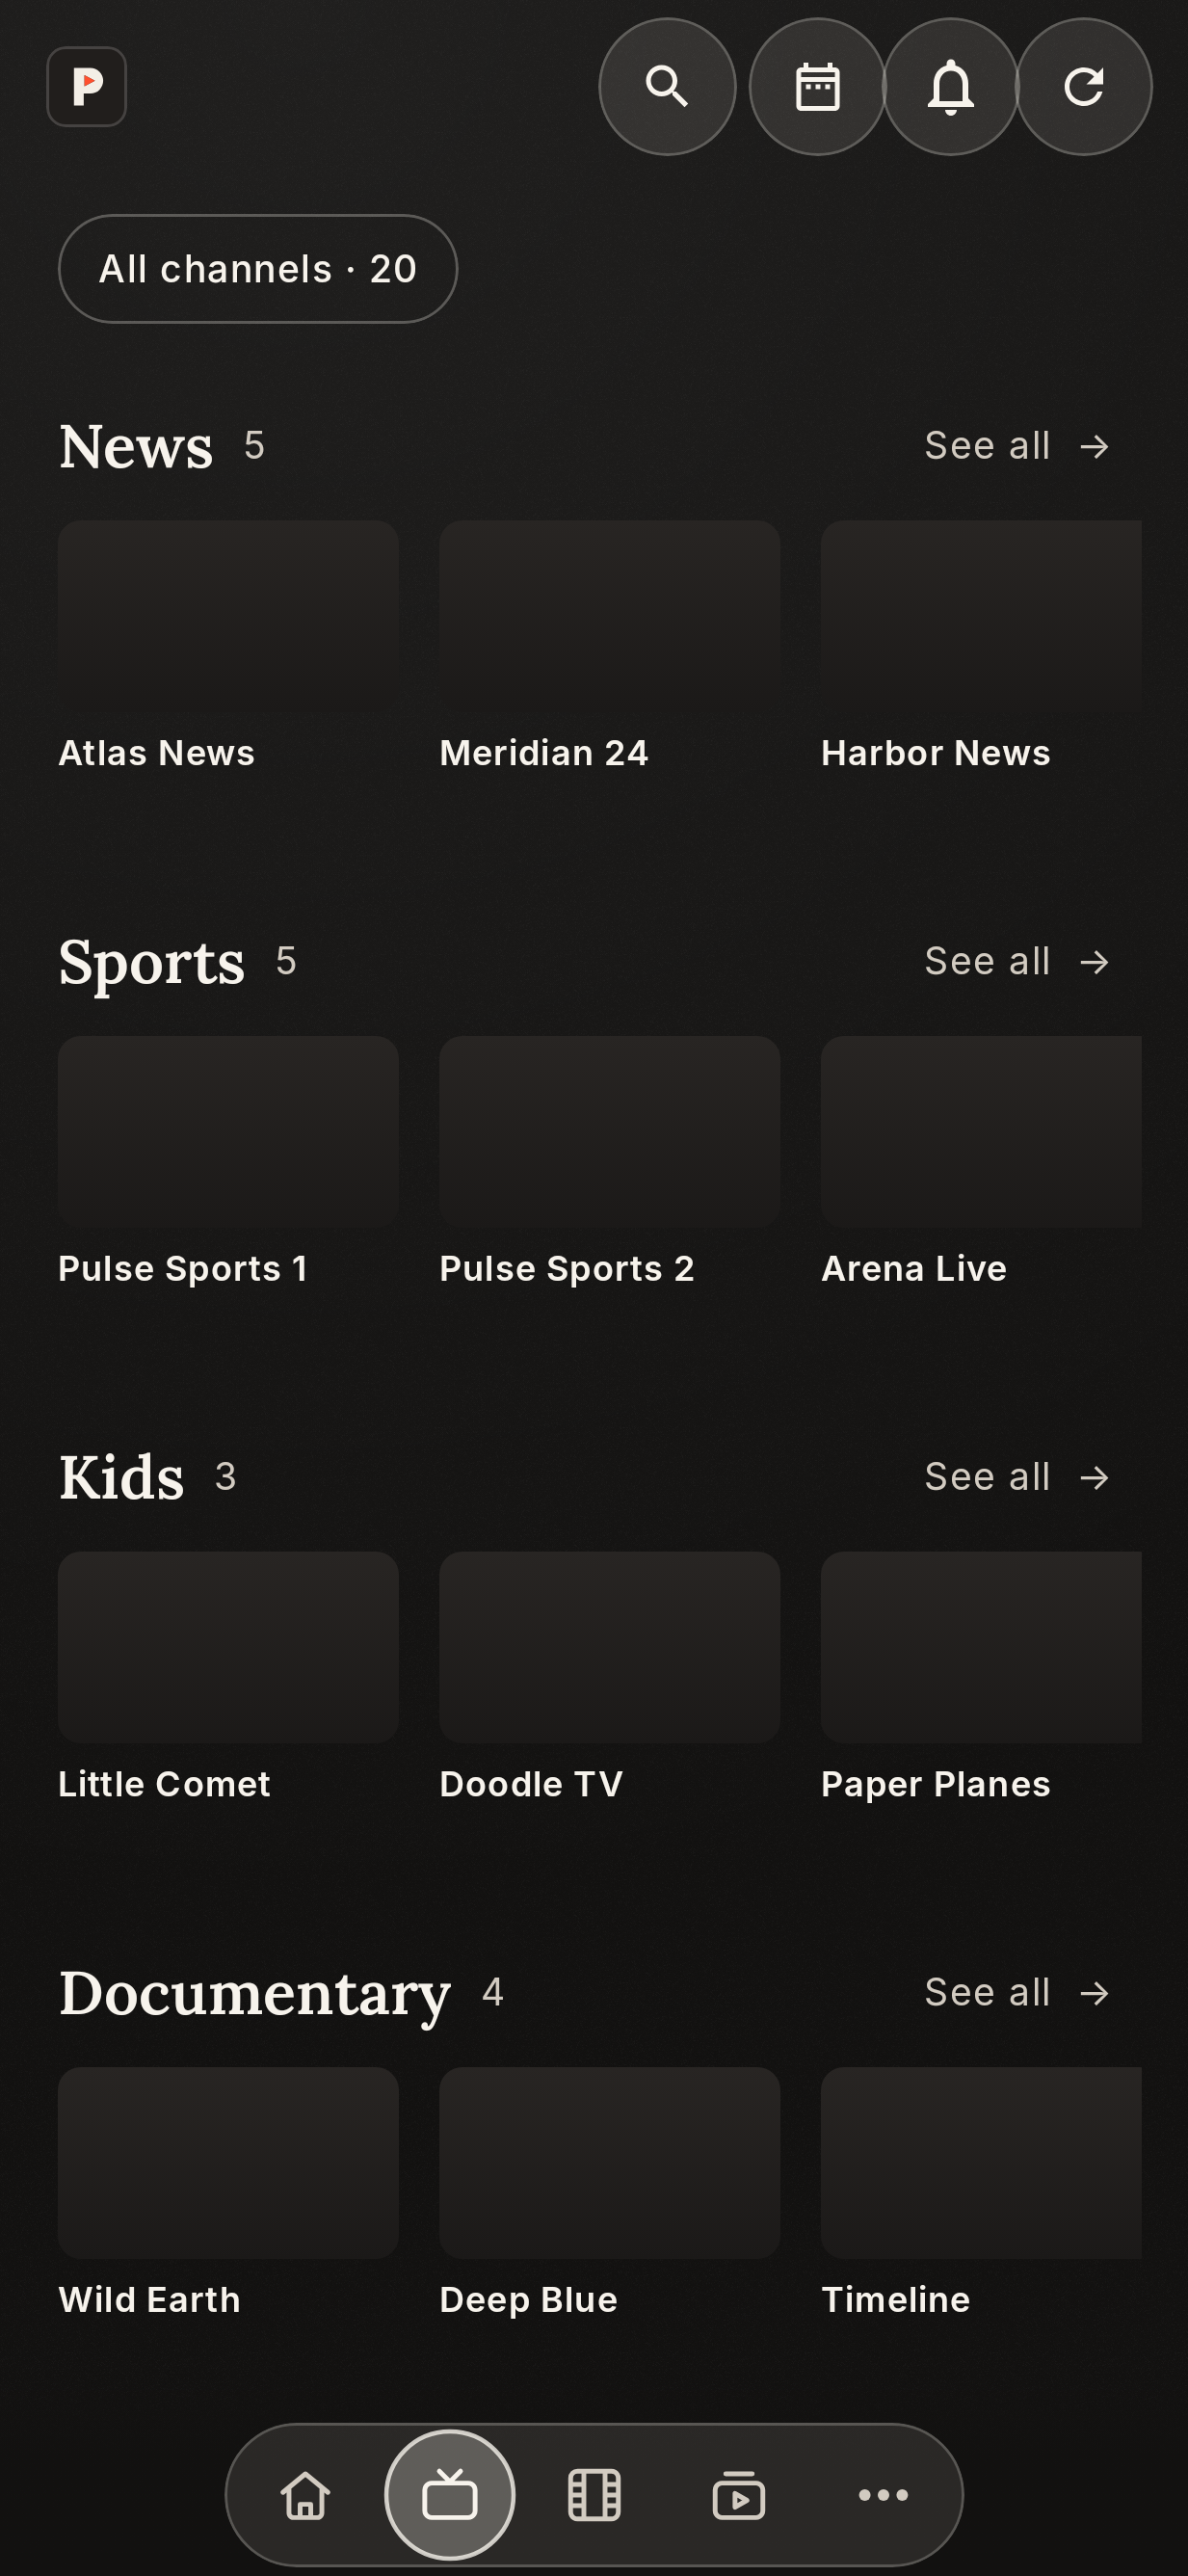 P
All channels · 20
News 5 See all →
Atlas News Meridian 24 Harbor News
Sports 5 See all →
Pulse Sports 1 Pulse Sports 2 Arena Live
Kids 3 See all →
Little Comet Doodle TV Paper Planes
Documentary 4 See all →
Wild Earth Deep Blue Timeline